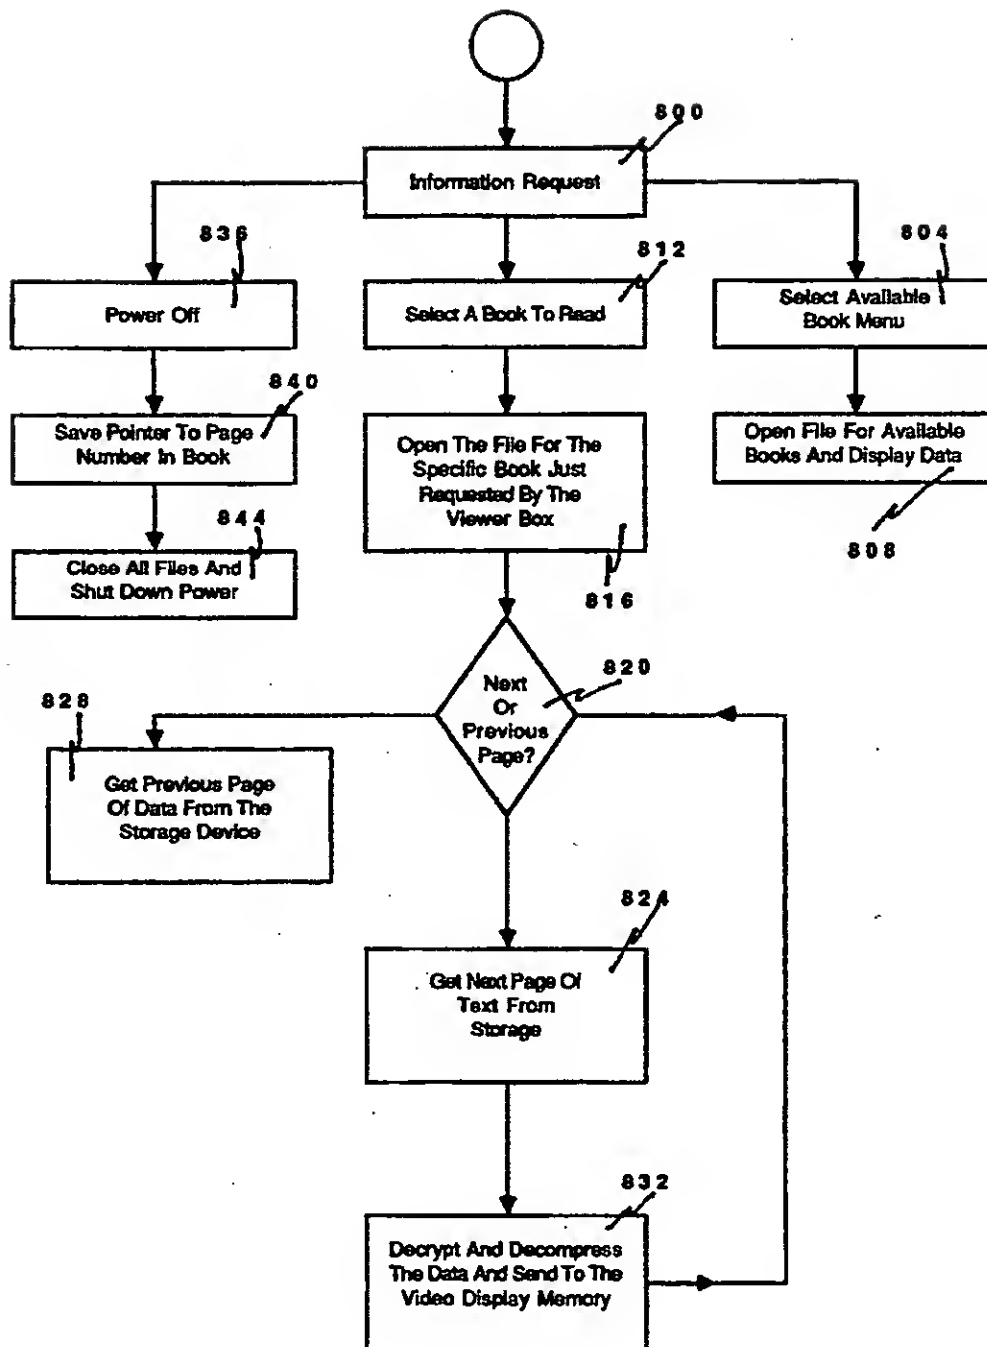 800
Information Request
836
812
804
Power Off
Select A Book To Read
Select Available
Book Menu
840
Save Pointer To Page
Number In Book
Open The File For The
Specific Book Just
Requested By The
Viewer Box
Open File For Available
Books And Display Data
844
808
Close All Files And
Shut Down Power
816
820
Next
Or
Previous
Page?
828
Get Previous Page
Of Data From The
Storage Device
824
Get Next Page Of
Text From
Storage
832
Decrypt And Decompress
The Data And Send To The
Video Display Memory